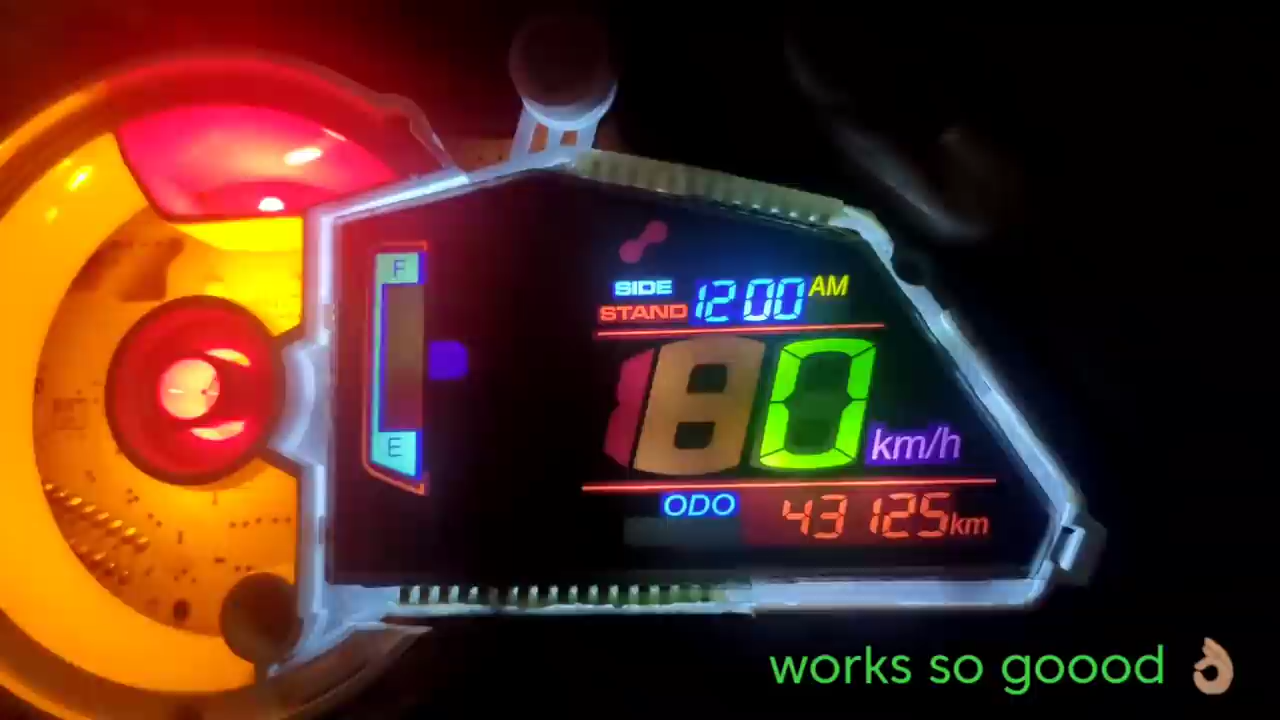 F
SIDE
STAND
12 00 AM
180 km/h
E
ODO
43125 km
works so goood 👌🏼